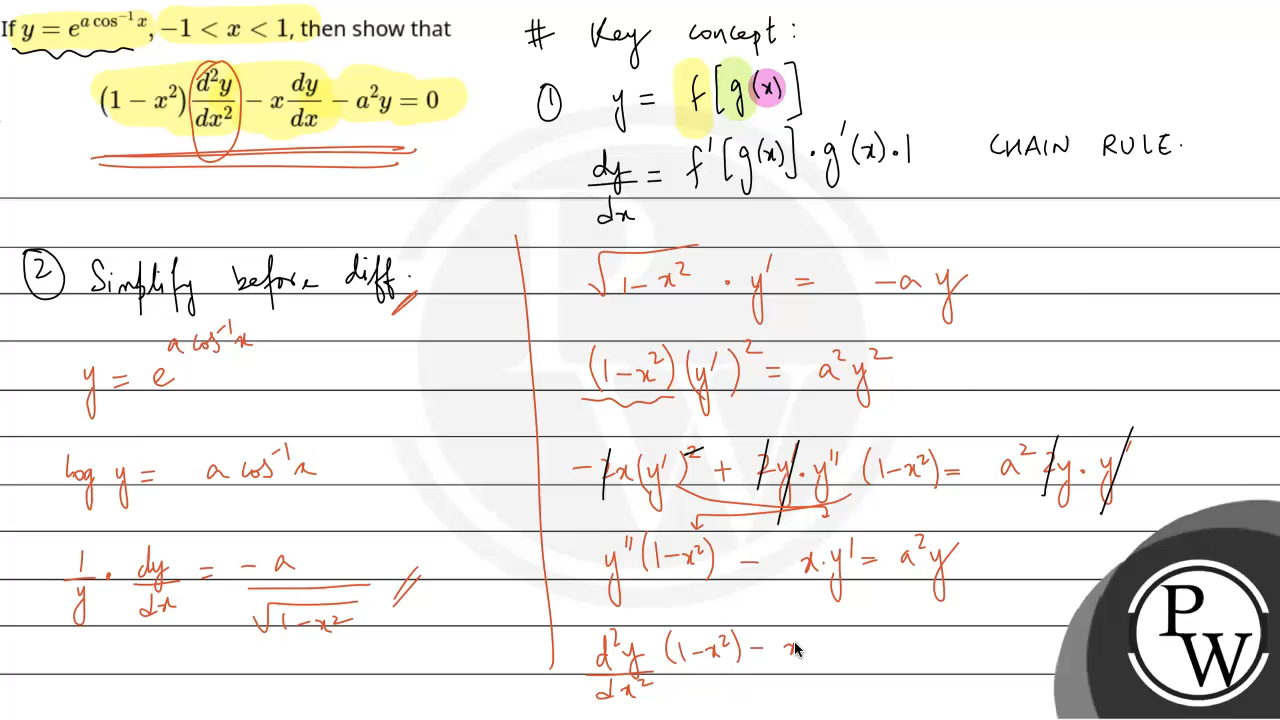 If y = e^{a cos^{-1} x}, −1 < x < 1, then show that
(1 − x²) d²y/dx² − x dy/dx − a²y = 0
# Key concept :
① y = f[g(x)]
dy/dx = f'[g(x)] · g'(x) · 1 CHAIN RULE.
② Simplify before diff.
y = e^{a cos^{-1} x}
log y = a cos^{-1} x
1/y · dy/dx = −a/√(1−x²)
√(1−x²) · y' = −a y
(1−x²)(y')² = a²y²
−2x(y')² + 2y' · y'' (1−x²) = a² 2y · y'
y''(1−x²) − x · y' = a²y
d²y/dx² (1−x²) − x
PW
PW